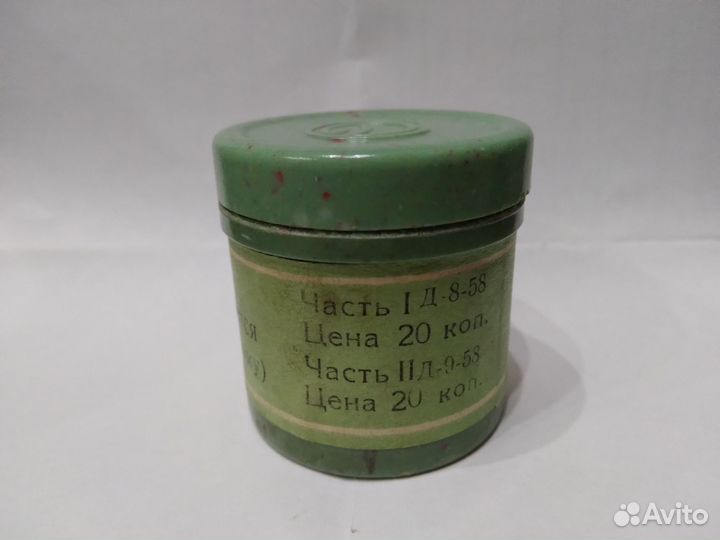 Часть I Д-8-58
Цена 20 коп.
Часть II Д-9-58
Цена 20 коп.
Avito